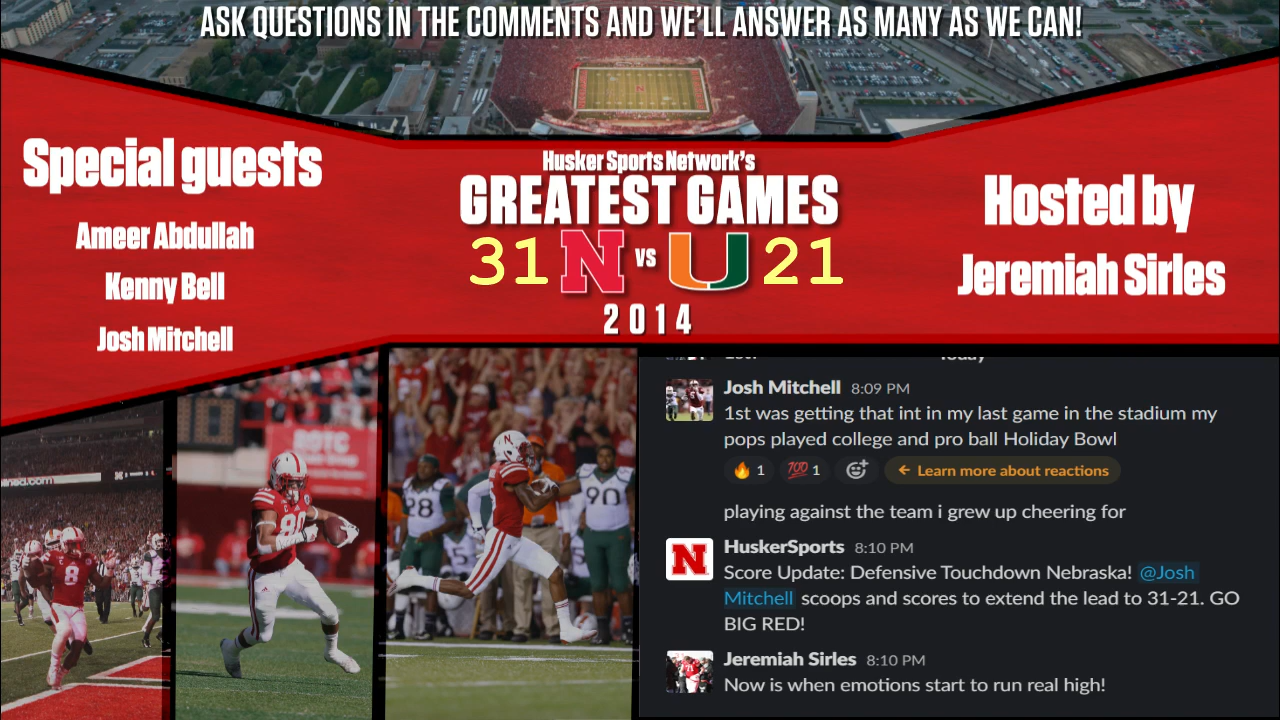 ASK QUESTIONS IN THE COMMENTS AND WE'LL ANSWER AS MANY AS WE CAN!
Special guests
Ameer Abdullah
Kenny Bell
Josh Mitchell
Husker Sports Network's
GREATEST GAMES
31 N vs U 21
2014
Hosted by
Jeremiah Sirles
Today
Josh Mitchell 8:09 PM
1st was getting that int in my last game in the stadium my
pops played college and pro ball Holiday Bowl
🔥 1 💯 1 ← Learn more about reactions
playing against the team i grew up cheering for
N HuskerSports 8:10 PM
Score Update: Defensive Touchdown Nebraska! @Josh
Mitchell scoops and scores to extend the lead to 31-21. GO
BIG RED!
Jeremiah Sirles 8:10 PM
Now is when emotions start to run real high!
8
80
N
28
90